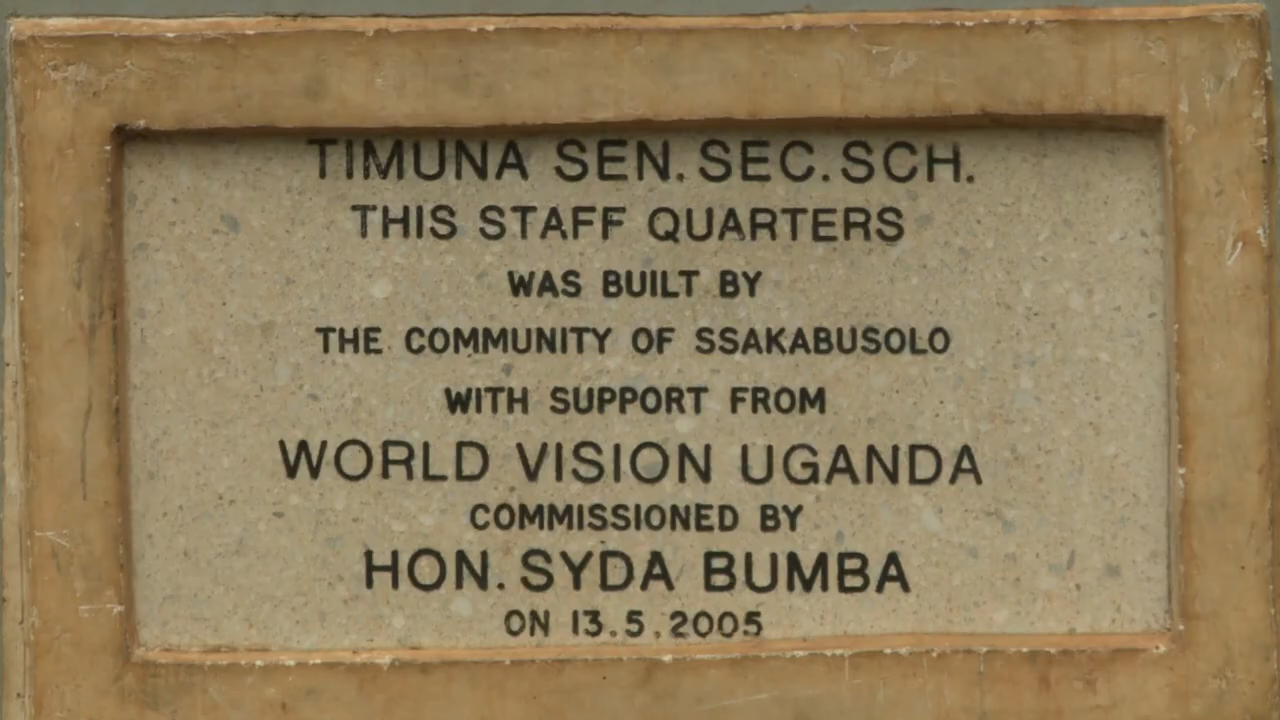 TIMUNA SEN. SEC. SCH.
THIS STAFF QUARTERS
WAS BUILT BY
THE COMMUNITY OF SSAKABUSOLO
WITH SUPPORT FROM
WORLD VISION UGANDA
COMMISSIONED BY
HON. SYDA BUMBA
ON 13.5.2005